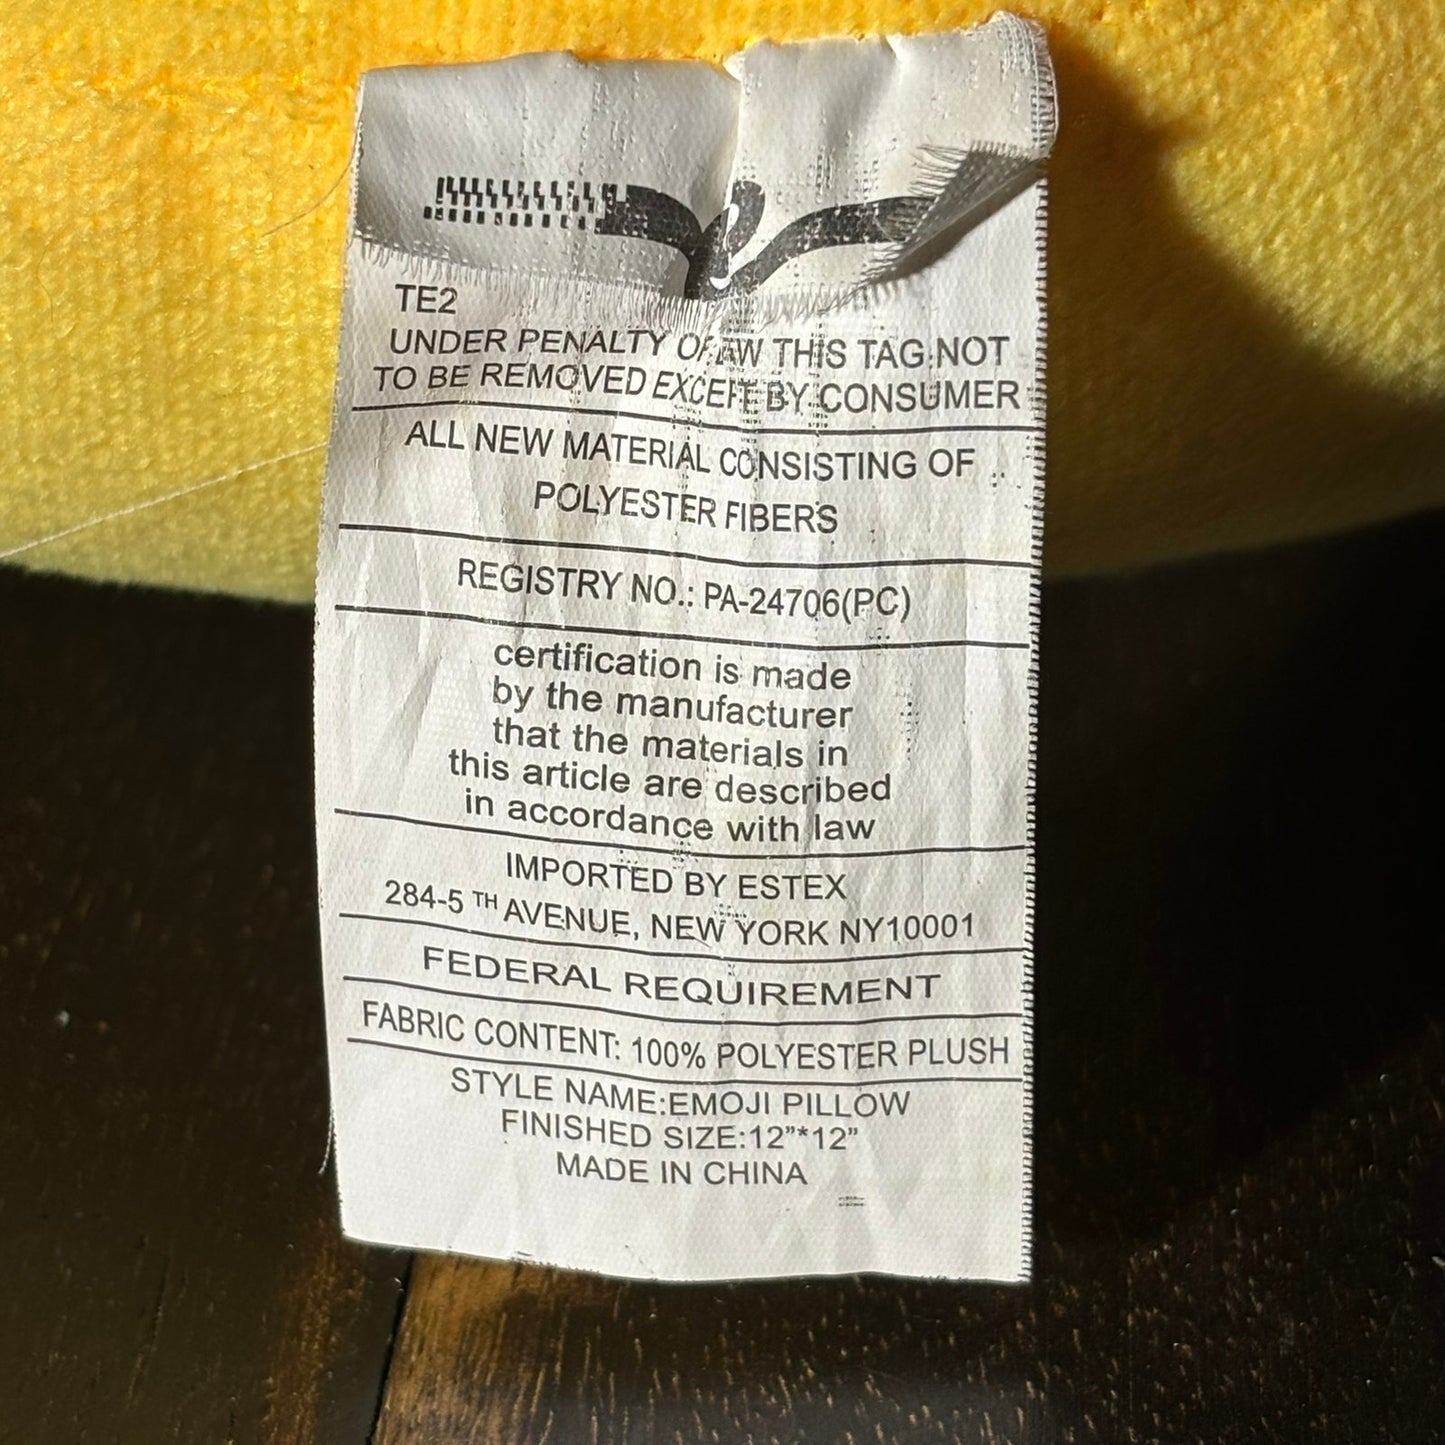 TE2
UNDER PENALTY OF LAW THIS TAG NOT
TO BE REMOVED EXCEPT BY CONSUMER
ALL NEW MATERIAL CONSISTING OF
POLYESTER FIBERS
REGISTRY NO.: PA-24706(PC)
certification is made
by the manufacturer
that the materials in
this article are described
in accordance with law
IMPORTED BY ESTEX
284-5 TH AVENUE, NEW YORK NY10001
FEDERAL REQUIREMENT
FABRIC CONTENT: 100% POLYESTER PLUSH
STYLE NAME:EMOJI PILLOW
FINISHED SIZE:12”*12”
MADE IN CHINA